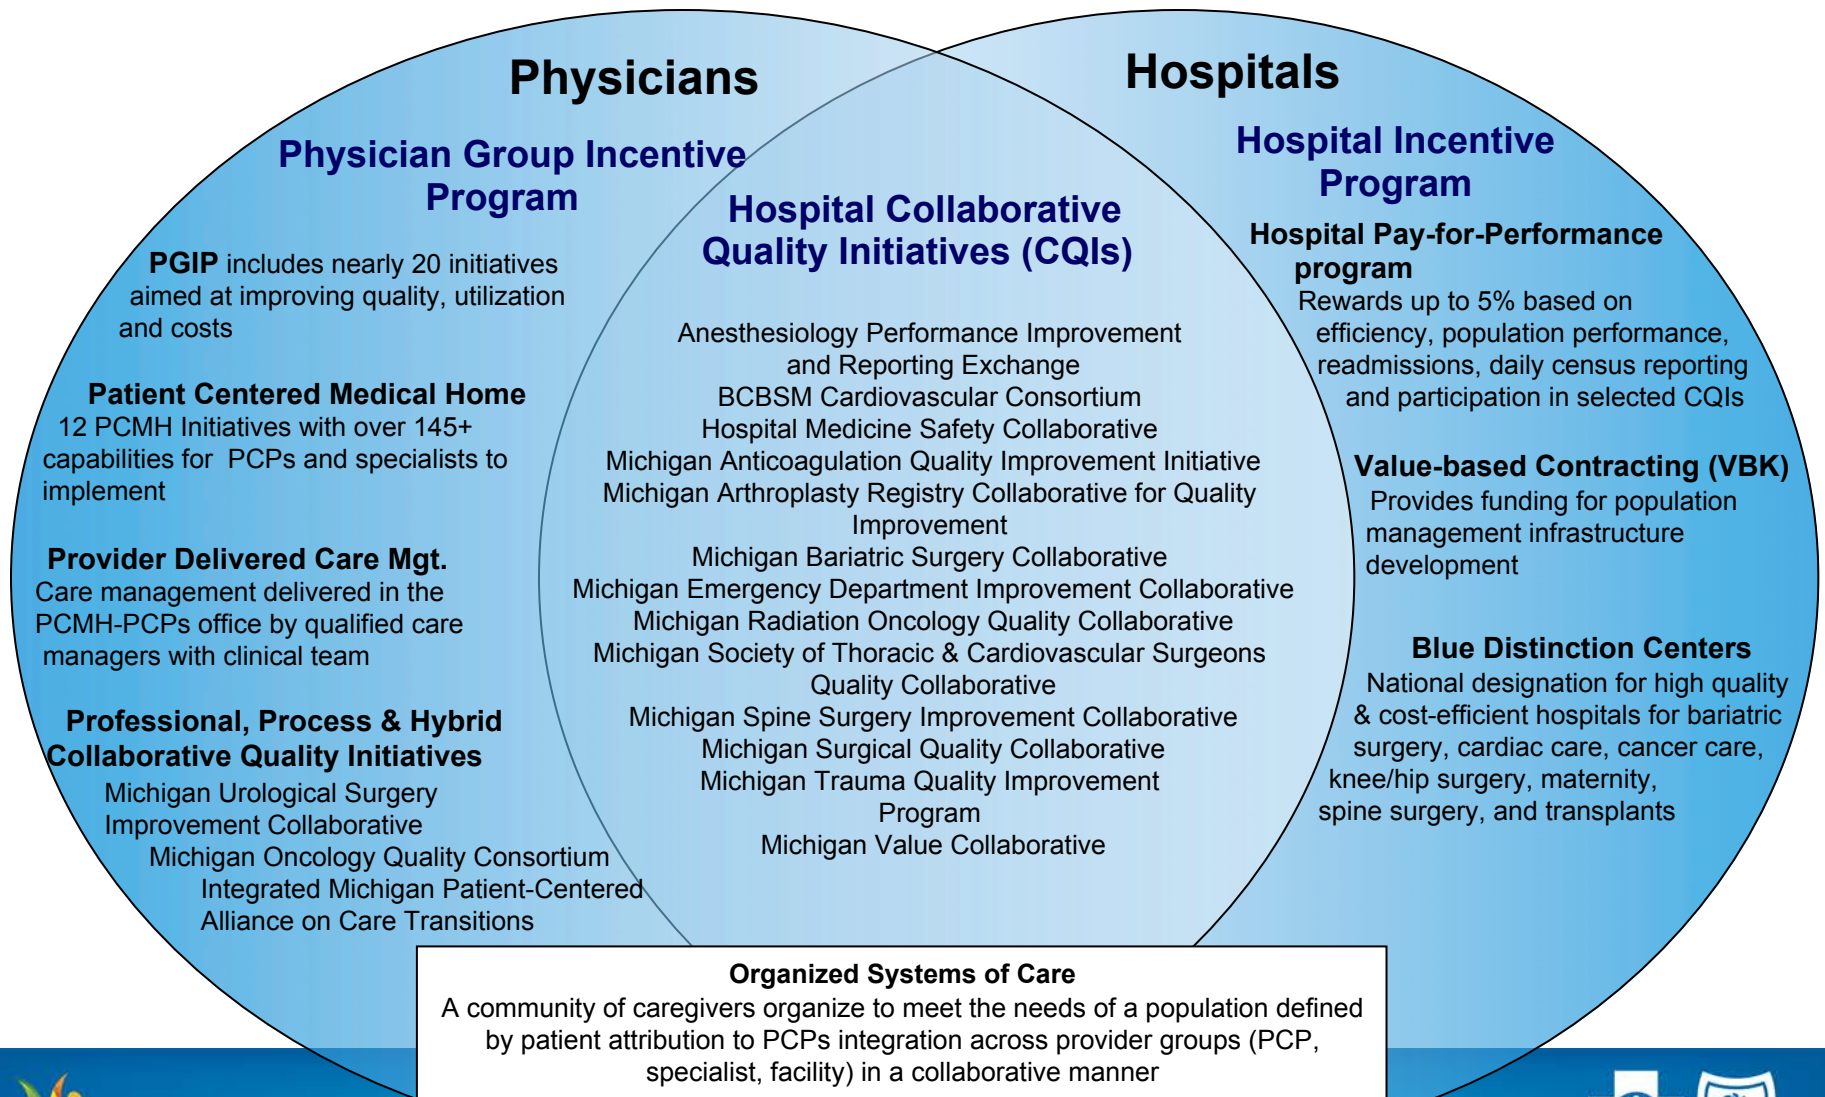 Physicians
Physician Group Incentive
Program
PGIP includes nearly 20 initiatives
aimed at improving quality, utilization
and costs
Patient Centered Medical Home
12 PCMH Initiatives with over 145+
capabilities for PCPs and specialists to
implement
Provider Delivered Care Mgt.
Care management delivered in the
PCMH-PCPs office by qualified care
managers with clinical team
Professional, Process & Hybrid
Collaborative Quality Initiatives
Michigan Urological Surgery
Improvement Collaborative
Michigan Oncology Quality Consortium
Integrated Michigan Patient-Centered
Alliance on Care Transitions
Hospital Collaborative
Quality Initiatives (CQIs)
Anesthesiology Performance Improvement
and Reporting Exchange
BCBSM Cardiovascular Consortium
Hospital Medicine Safety Collaborative
Michigan Anticoagulation Quality Improvement Initiative
Michigan Arthroplasty Registry Collaborative for Quality
Improvement
Michigan Bariatric Surgery Collaborative
Michigan Emergency Department Improvement Collaborative
Michigan Radiation Oncology Quality Collaborative
Michigan Society of Thoracic & Cardiovascular Surgeons
Quality Collaborative
Michigan Spine Surgery Improvement Collaborative
Michigan Surgical Quality Collaborative
Michigan Trauma Quality Improvement
Program
Michigan Value Collaborative
Hospitals
Hospital Incentive
Program
Hospital Pay-for-Performance
program
Rewards up to 5% based on
efficiency, population performance,
readmissions, daily census reporting
and participation in selected CQIs
Value-based Contracting (VBK)
Provides funding for population
management infrastructure
development
Blue Distinction Centers
National designation for high quality
& cost-efficient hospitals for bariatric
surgery, cardiac care, cancer care,
knee/hip surgery, maternity,
spine surgery, and transplants
Organized Systems of Care
A community of caregivers organize to meet the needs of a population defined
by patient attribution to PCPs integration across provider groups (PCP,
specialist, facility) in a collaborative manner